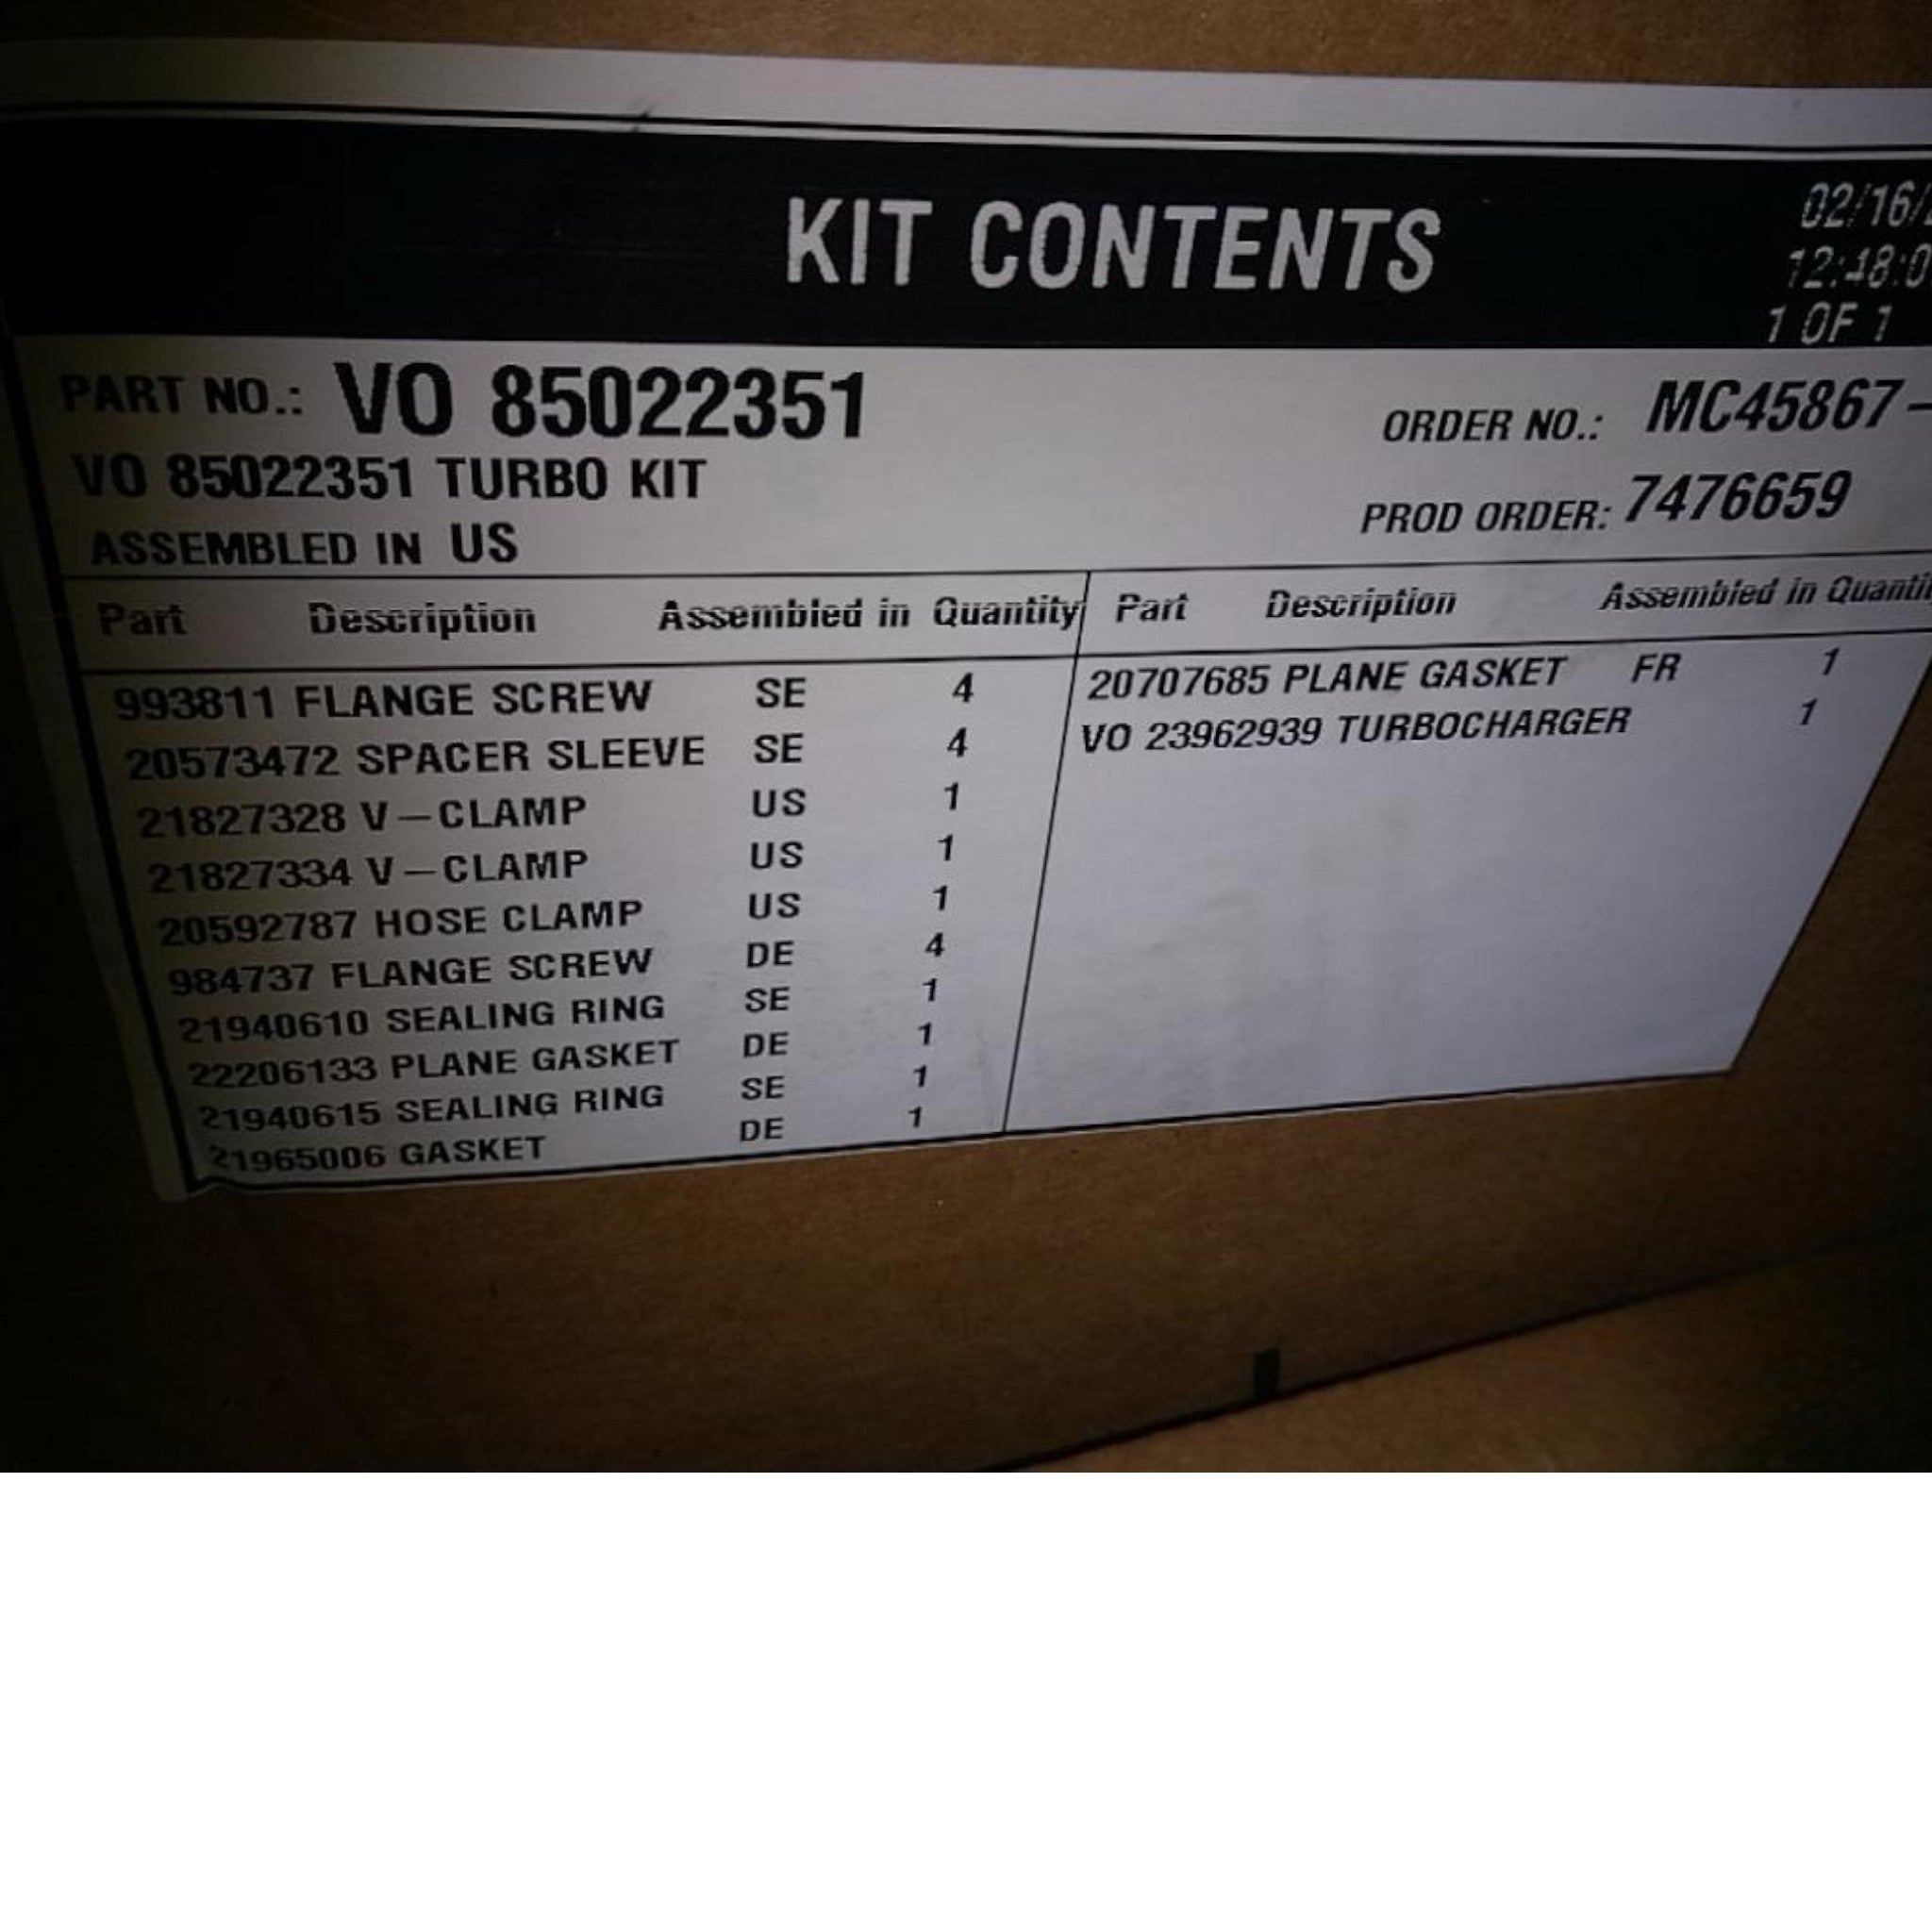 KIT CONTENTS
02/16/
12:48:0
1 OF 1
PART NO.: VO 85022351
VO 85022351 TURBO KIT
ASSEMBLED IN US
ORDER NO.: MC45867-
PROD ORDER: 7476659
Part Description Assembled in Quantity
993811 FLANGE SCREW SE 4
20573472 SPACER SLEEVE SE 4
21827328 V-CLAMP US 1
21827334 V-CLAMP US 1
20592787 HOSE CLAMP US 1
984737 FLANGE SCREW DE 4
21940610 SEALING RING SE 1
22206133 PLANE GASKET DE 1
21940615 SEALING RING SE 1
21965006 GASKET DE 1
Part Description Assembled in Quanti
20707685 PLANE GASKET FR 1
VO 23962939 TURBOCHARGER 1